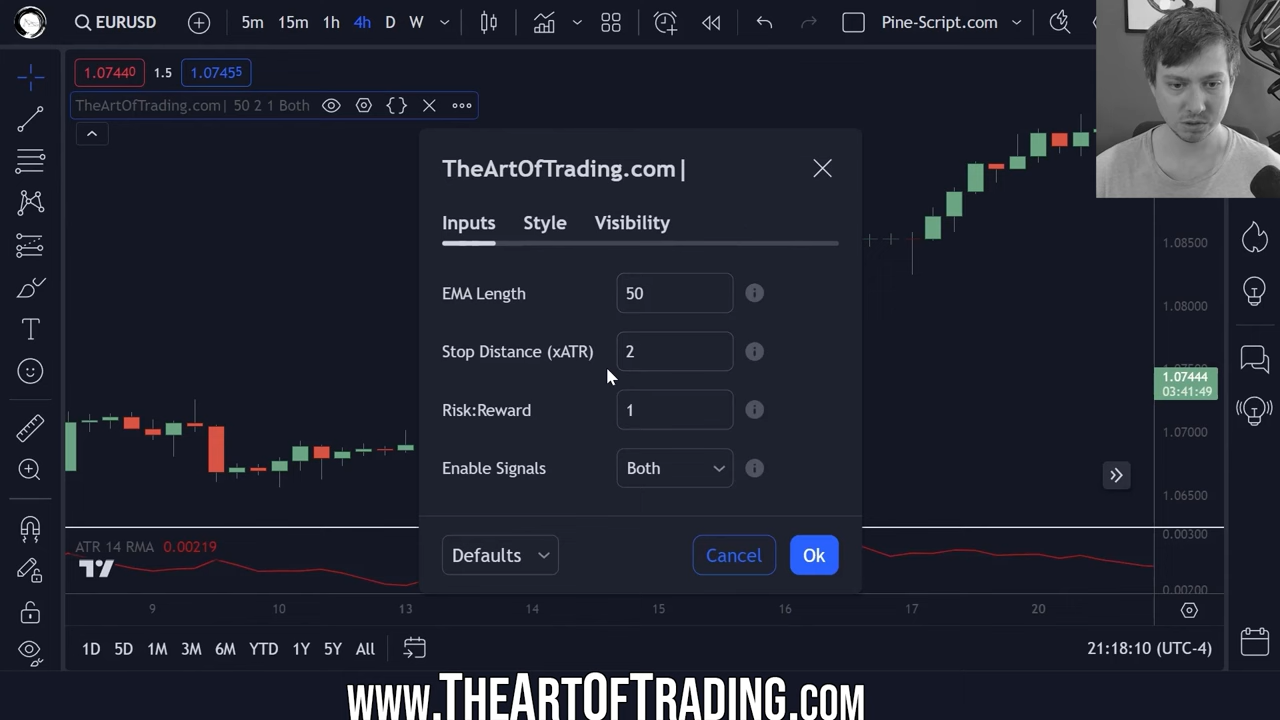 EURUSD
5m 15m 1h 4h D W
Pine-Script.com
1.07440 1.5 1.07455
TheArtOfTrading.com| 50 2 1 Both
TheArtOfTrading.com |
Inputs Style Visibility
EMA Length 50
Stop Distance (xATR) 2
Risk:Reward 1
Enable Signals Both
Defaults Cancel Ok
1.08500
1.08000
1.07444
03:41:49
1.07000
1.06500
ATR 14 RMA 0.00219
0.00300
0.00200
9 10 13 14 15 16 17 20
1D 5D 1M 3M 6M YTD 1Y 5Y All
21:18:10 (UTC-4)
www.TheArtOfTrading.com